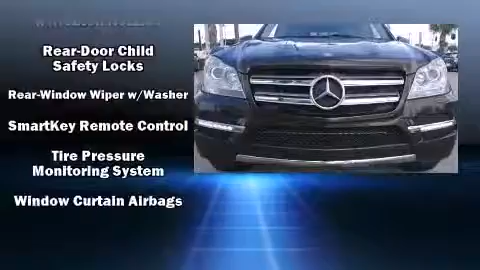 Rear-Door Child
Safety Locks
Rear-Window Wiper w/Washer
SmartKey Remote Control
Tire Pressure
Monitoring System
Window Curtain Airbags